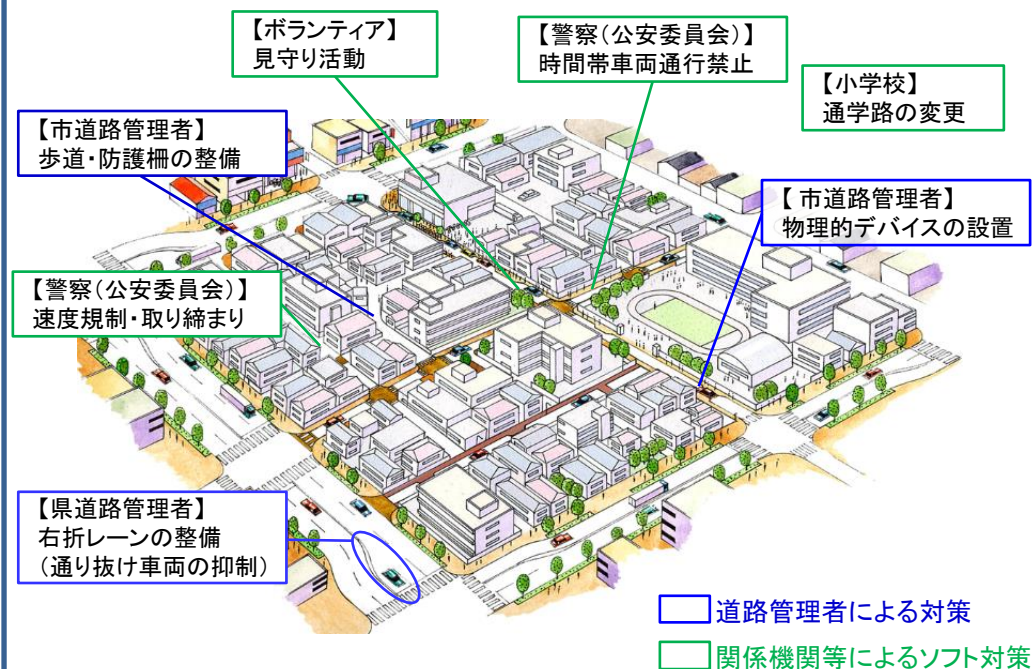 【ボランティア】
見守り活動
【警察(公安委員会)】
時間帯車両通行禁止
【小学校】
通学路の変更
【市道路管理者】
歩道・防護柵の整備
【 市道路管理者】
物理的デバイスの設置
【警察(公安委員会)】
速度規制・取り締まり
【県道路管理者】
右折レーンの整備
(通り抜け車両の抑制)
道路管理者による対策
関係機関等によるソフト対策